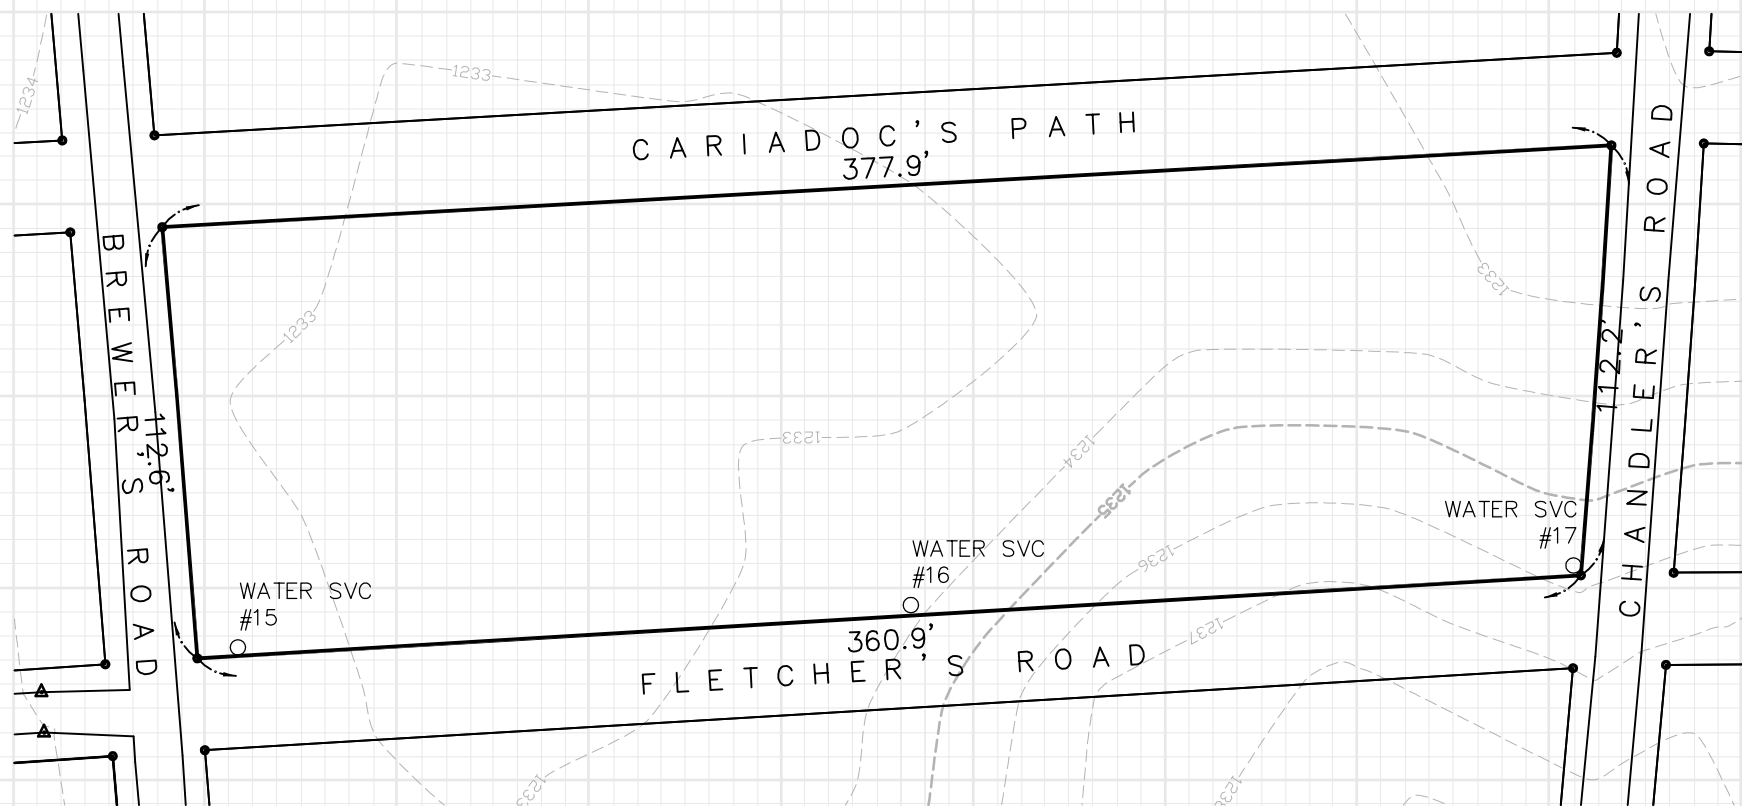 1234
1233
CARIADOC'S PATH
377.9'
BREWER'S ROAD
112.6'
1233
1233
1233
CHANDLER'S ROAD
112.2'
1234
1235
1236
1237
WATER SVC
#17
WATER SVC
#16
WATER SVC
#15
360.9'
FLETCHER'S ROAD
1233